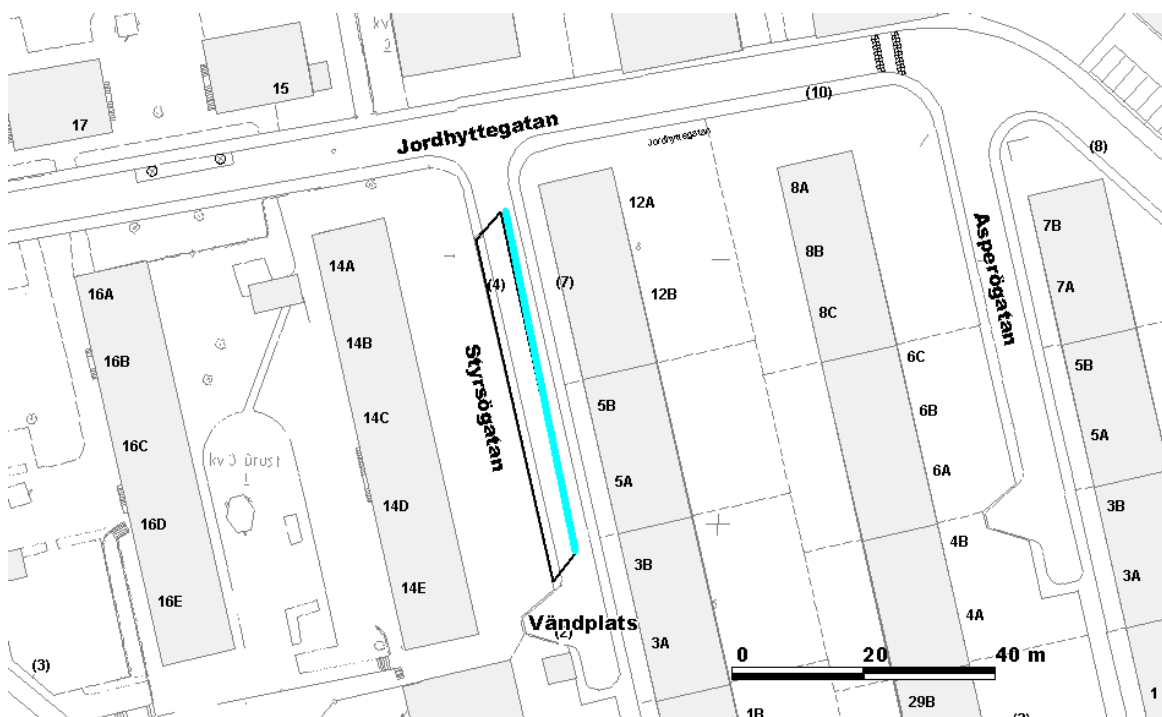 kv
15
17
Jordhyttegatan
(10)
Jordhyttegatan
(8)
12A
8A
7B
Asperögatan
8B
14A
16A
(4)
(7)
12B
7A
8C
14B
16B
Styrsögatan
6C
5B
5B
6B
14C
5A
16C
6A
5A
14D
3B
16D
4B
3B
3A
14E
16E
4A
Vändplats
(2)
3A
0 20 40 m
(3)
1
29B
1B